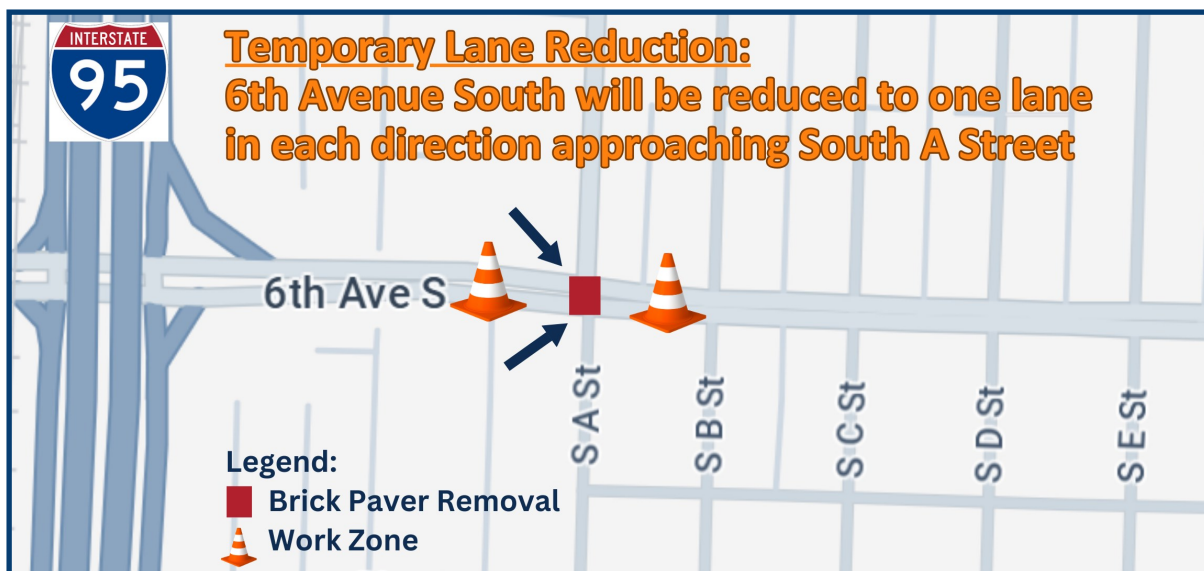 INTERSTATE
95
Temporary Lane Reduction:
6th Avenue South will be reduced to one lane
in each direction approaching South A Street
6th Ave S
S A St
S B St
S C St
S D St
S E St
Legend:
Brick Paver Removal
Work Zone